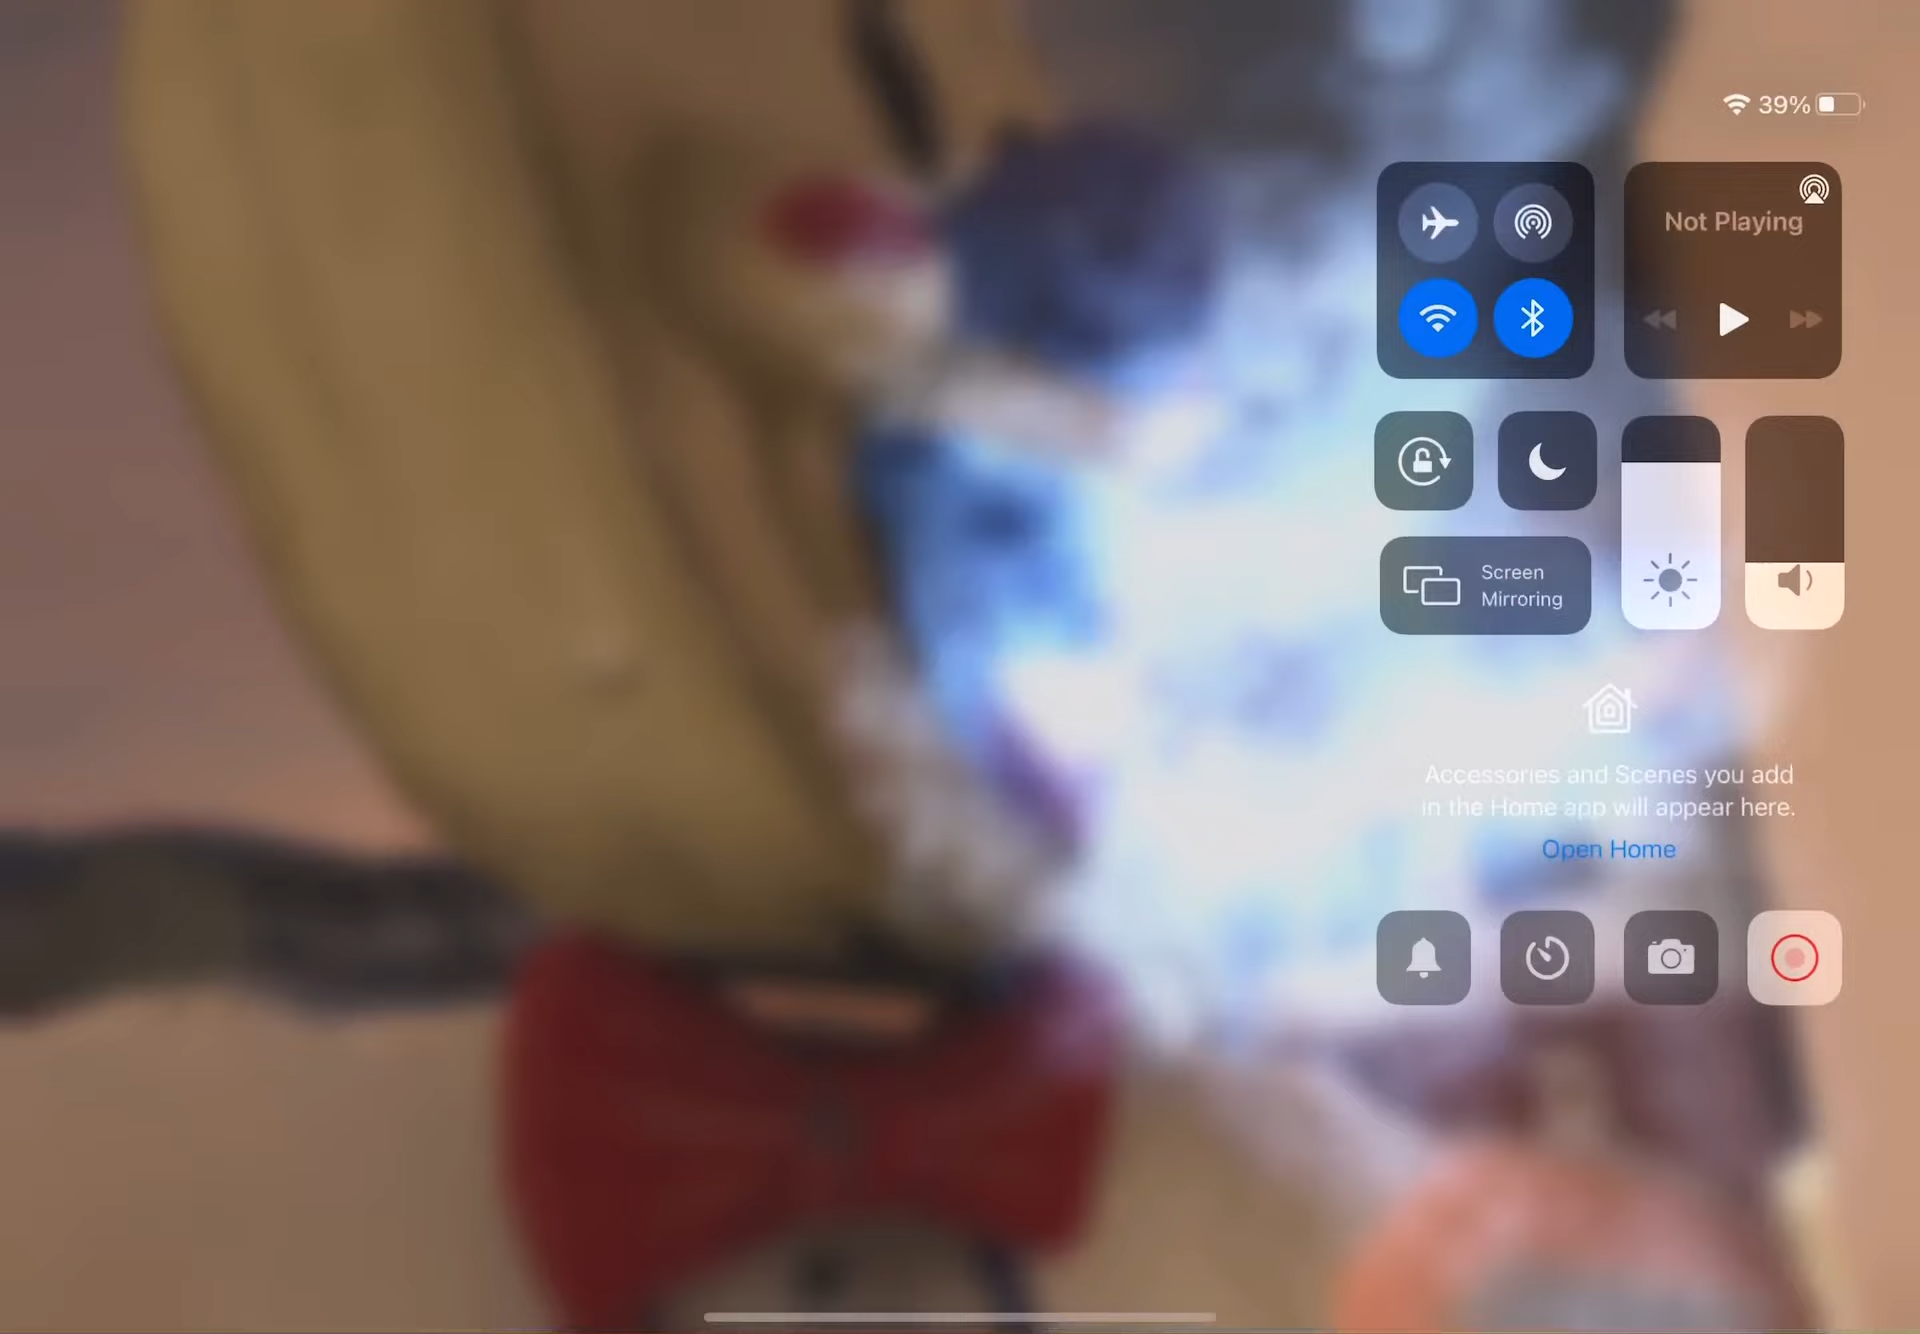 39%
Not Playing
Screen
Mirroring
Accessories and Scenes you add
in the Home app will appear here.
Open Home